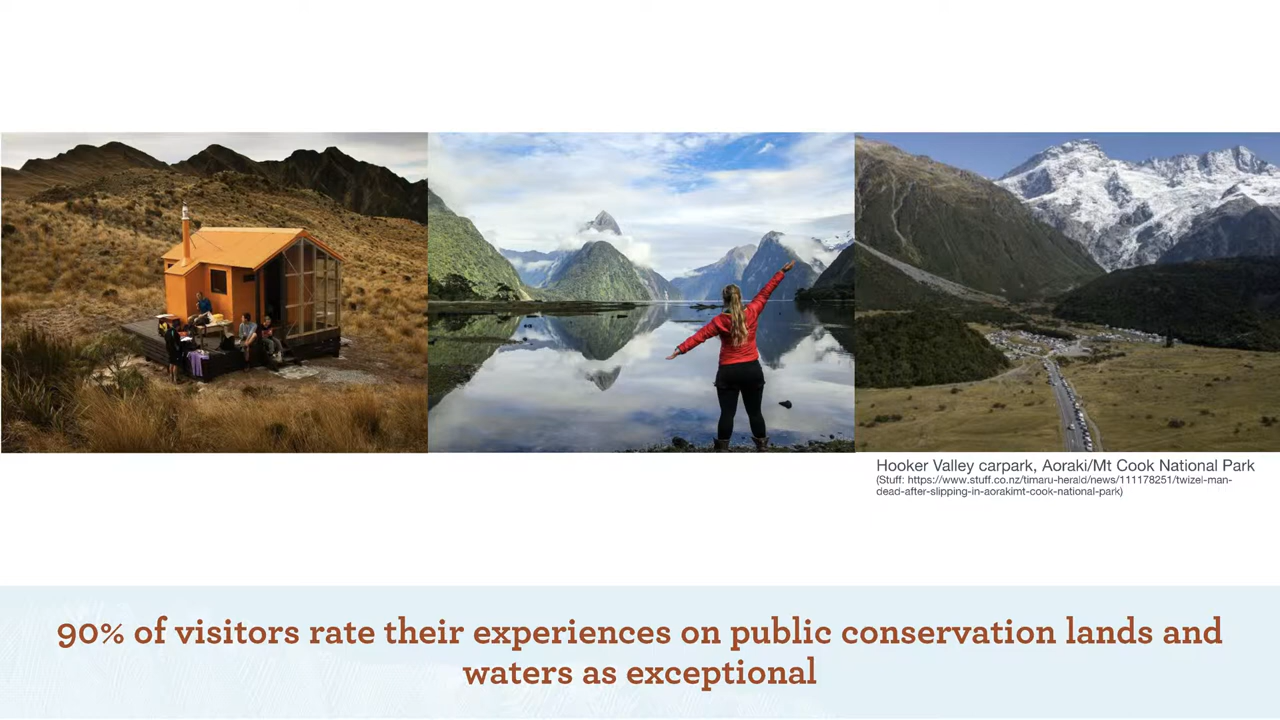 Hooker Valley carpark, Aoraki/Mt Cook National Park
(Stuff: https://www.stuff.co.nz/timaru-herald/news/111178251/twizel-man-
dead-after-slipping-in-aorakimt-cook-national-park)
90% of visitors rate their experiences on public conservation lands and
waters as exceptional